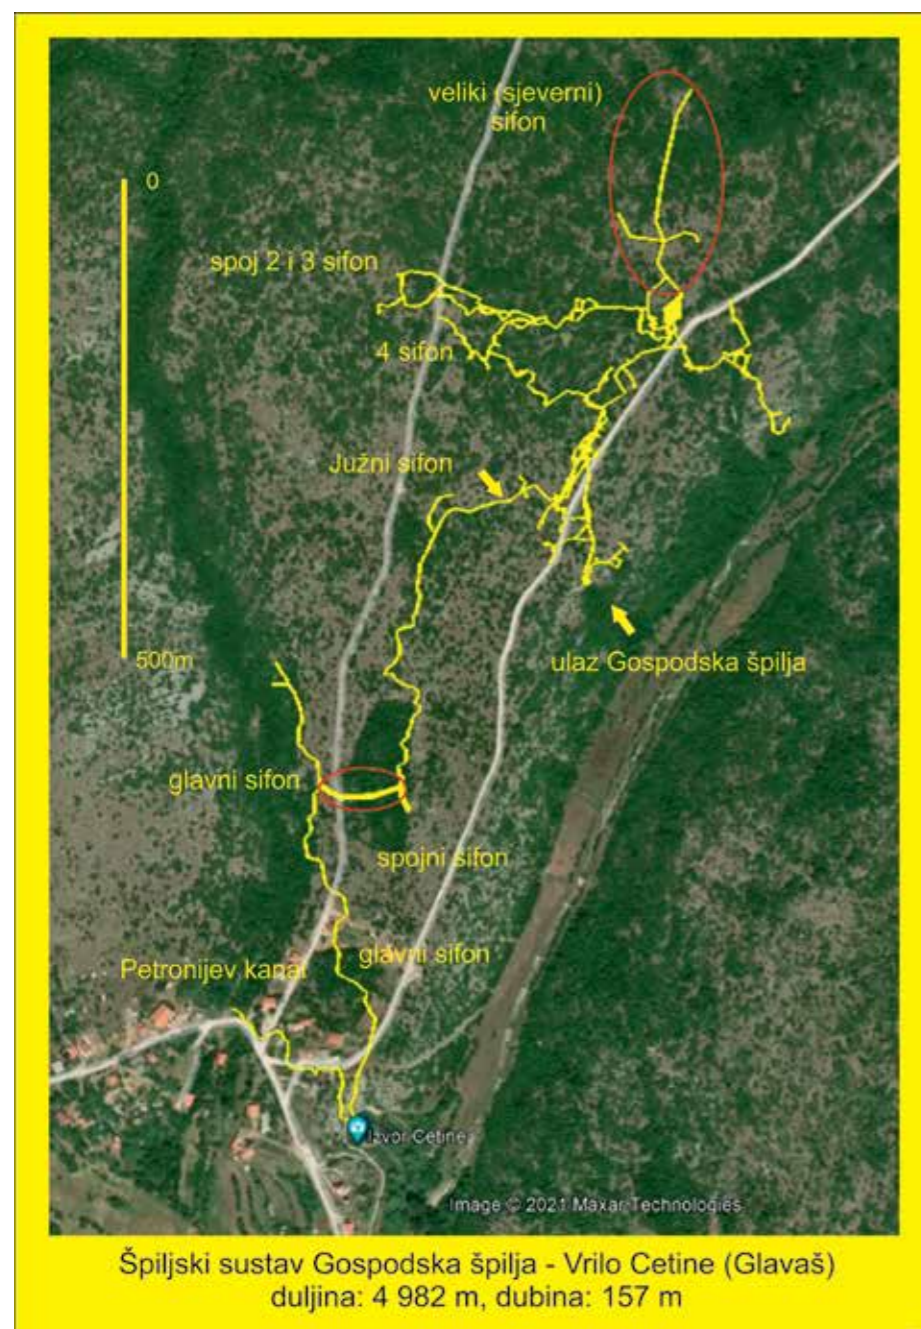 veliki (sjeverni)
sifon
0
spoj 2 i 3 sifon
4 sifon
Južni sifon
500m
ulaz Gospodska špilja
glavni sifon
spojni sifon
glavni sifon
Petronijev kanal
Izvor Cetine
Image © 2021 Maxar Technologies
Špiljski sustav Gospodska špilja - Vrilo Cetine (Glavaš)
duljina: 4 982 m, dubina: 157 m